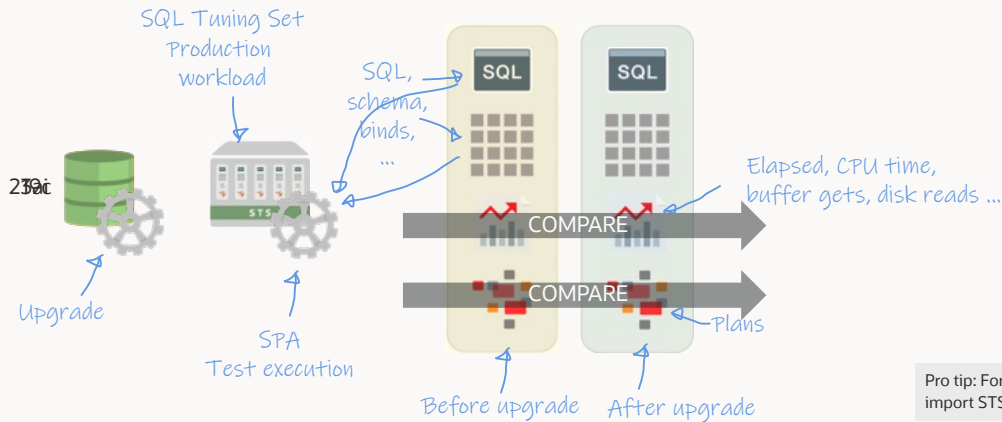 SQL Tuning Set
Production
workload
SQL,
schema,
binds,
...
SQL
SQL
STS
Elapsed, CPU time,
buffer gets, disk reads ...
COMPARE
COMPARE
Upgrade
SPA
Test execution
Plans
Before upgrade
After upgrade
Pro tip: For
import STS